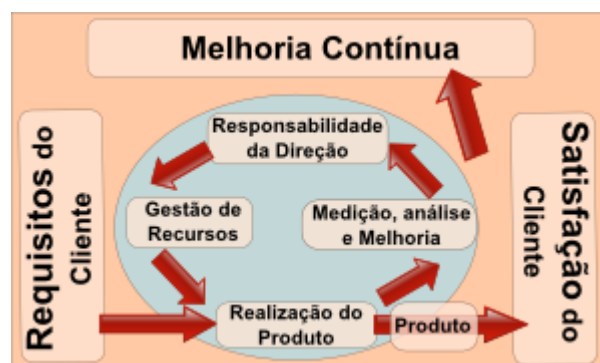 Melhoria Contínua
Requisitos do
Cliente
Responsabilidade
da Direção
Gestão de
Recursos
Medição, análise
e Melhoria
Realização do
Produto
Produto
Satisfação do
Cliente